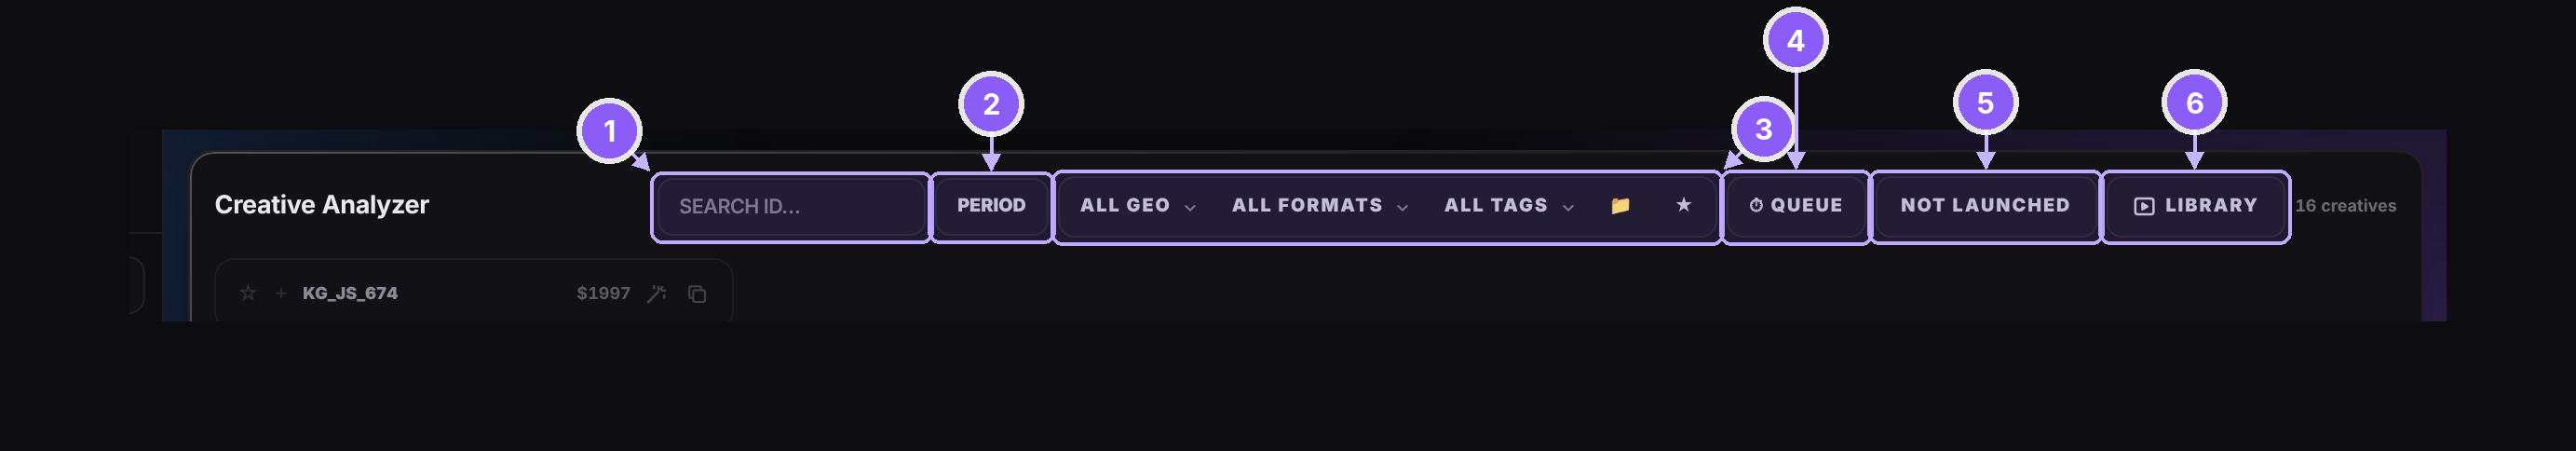 4
2
5
6
1
3
Creative Analyzer
SEARCH ID...
PERIOD
ALL GEO
ALL FORMATS
ALL TAGS
QUEUE
NOT LAUNCHED
LIBRARY
16 creatives
KG_JS_674
$1997